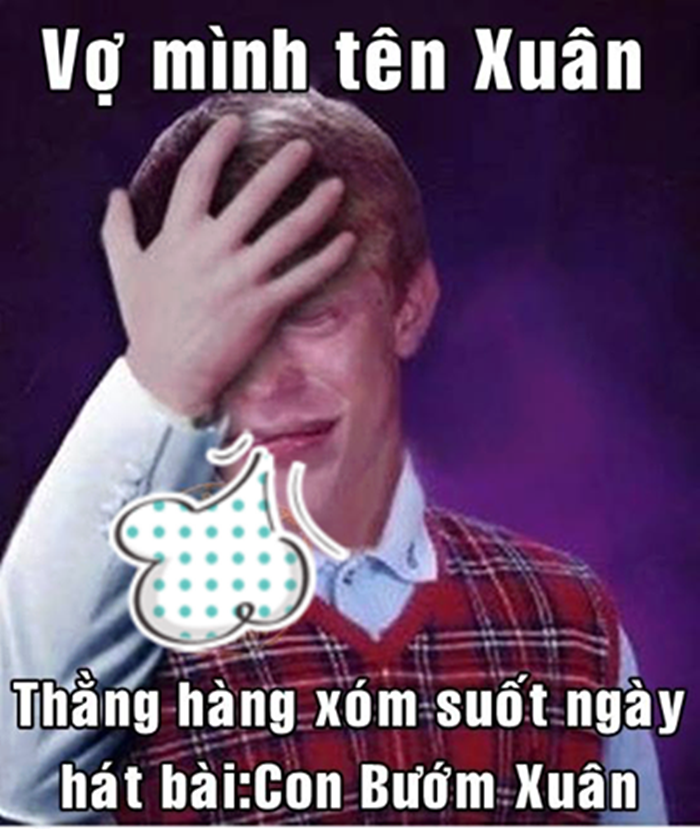 Vợ mình tên Xuân
Thằng hàng xóm suốt ngày
hát bài:Con Bướm Xuân